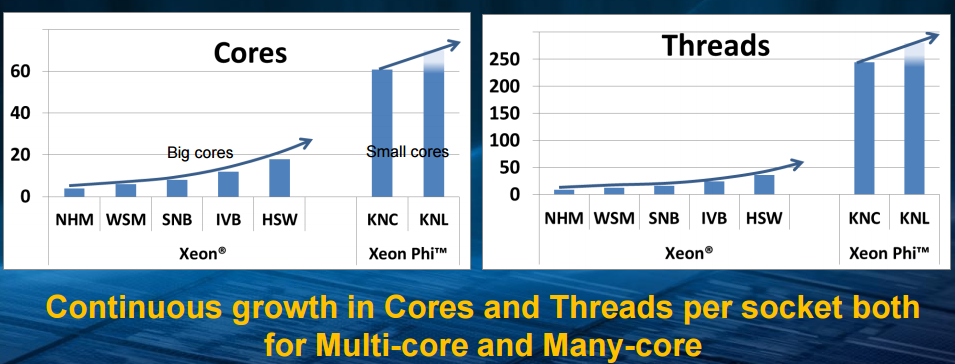 Cores
60
40
20
0
Big cores
Small cores
NHM WSM SNB IVB HSW KNC KNL
Xeon® Xeon Phi™
Threads
250
200
150
100
50
0
NHM WSM SNB IVB HSW KNC KNL
Xeon® Xeon Phi™
Continuous growth in Cores and Threads per socket both
for Multi-core and Many-core